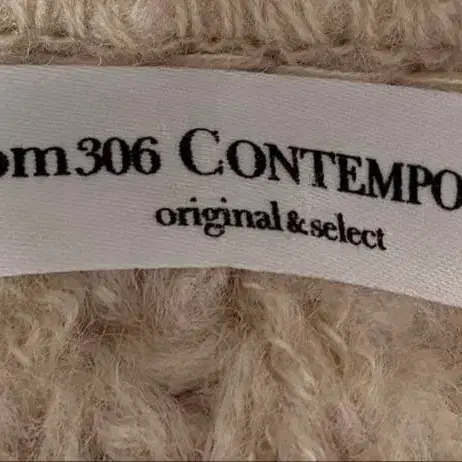 om306 CONTEMPO
original & select